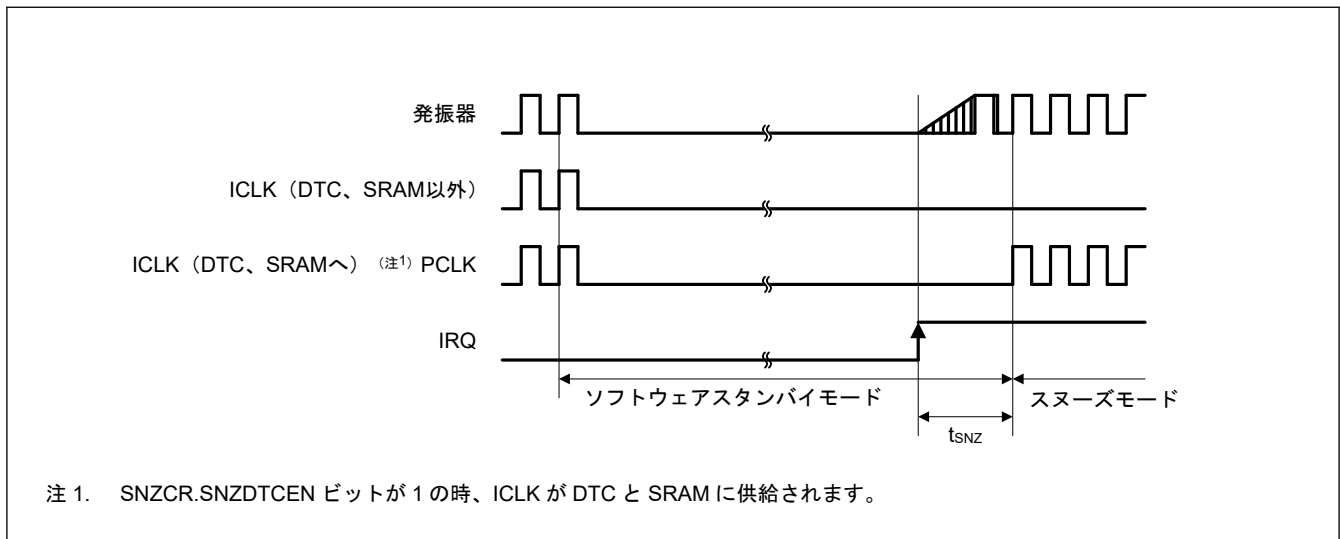 発振器
ICLK（DTC、SRAM以外）
ICLK（DTC、SRAMへ）（注1）PCLK
IRQ
ソフトウェアスタンバイモード
スヌーズモード
tSNZ
注 1. SNZCR.SNZDTCEN ビットが 1 の時、ICLK が DTC と SRAM に供給されます。